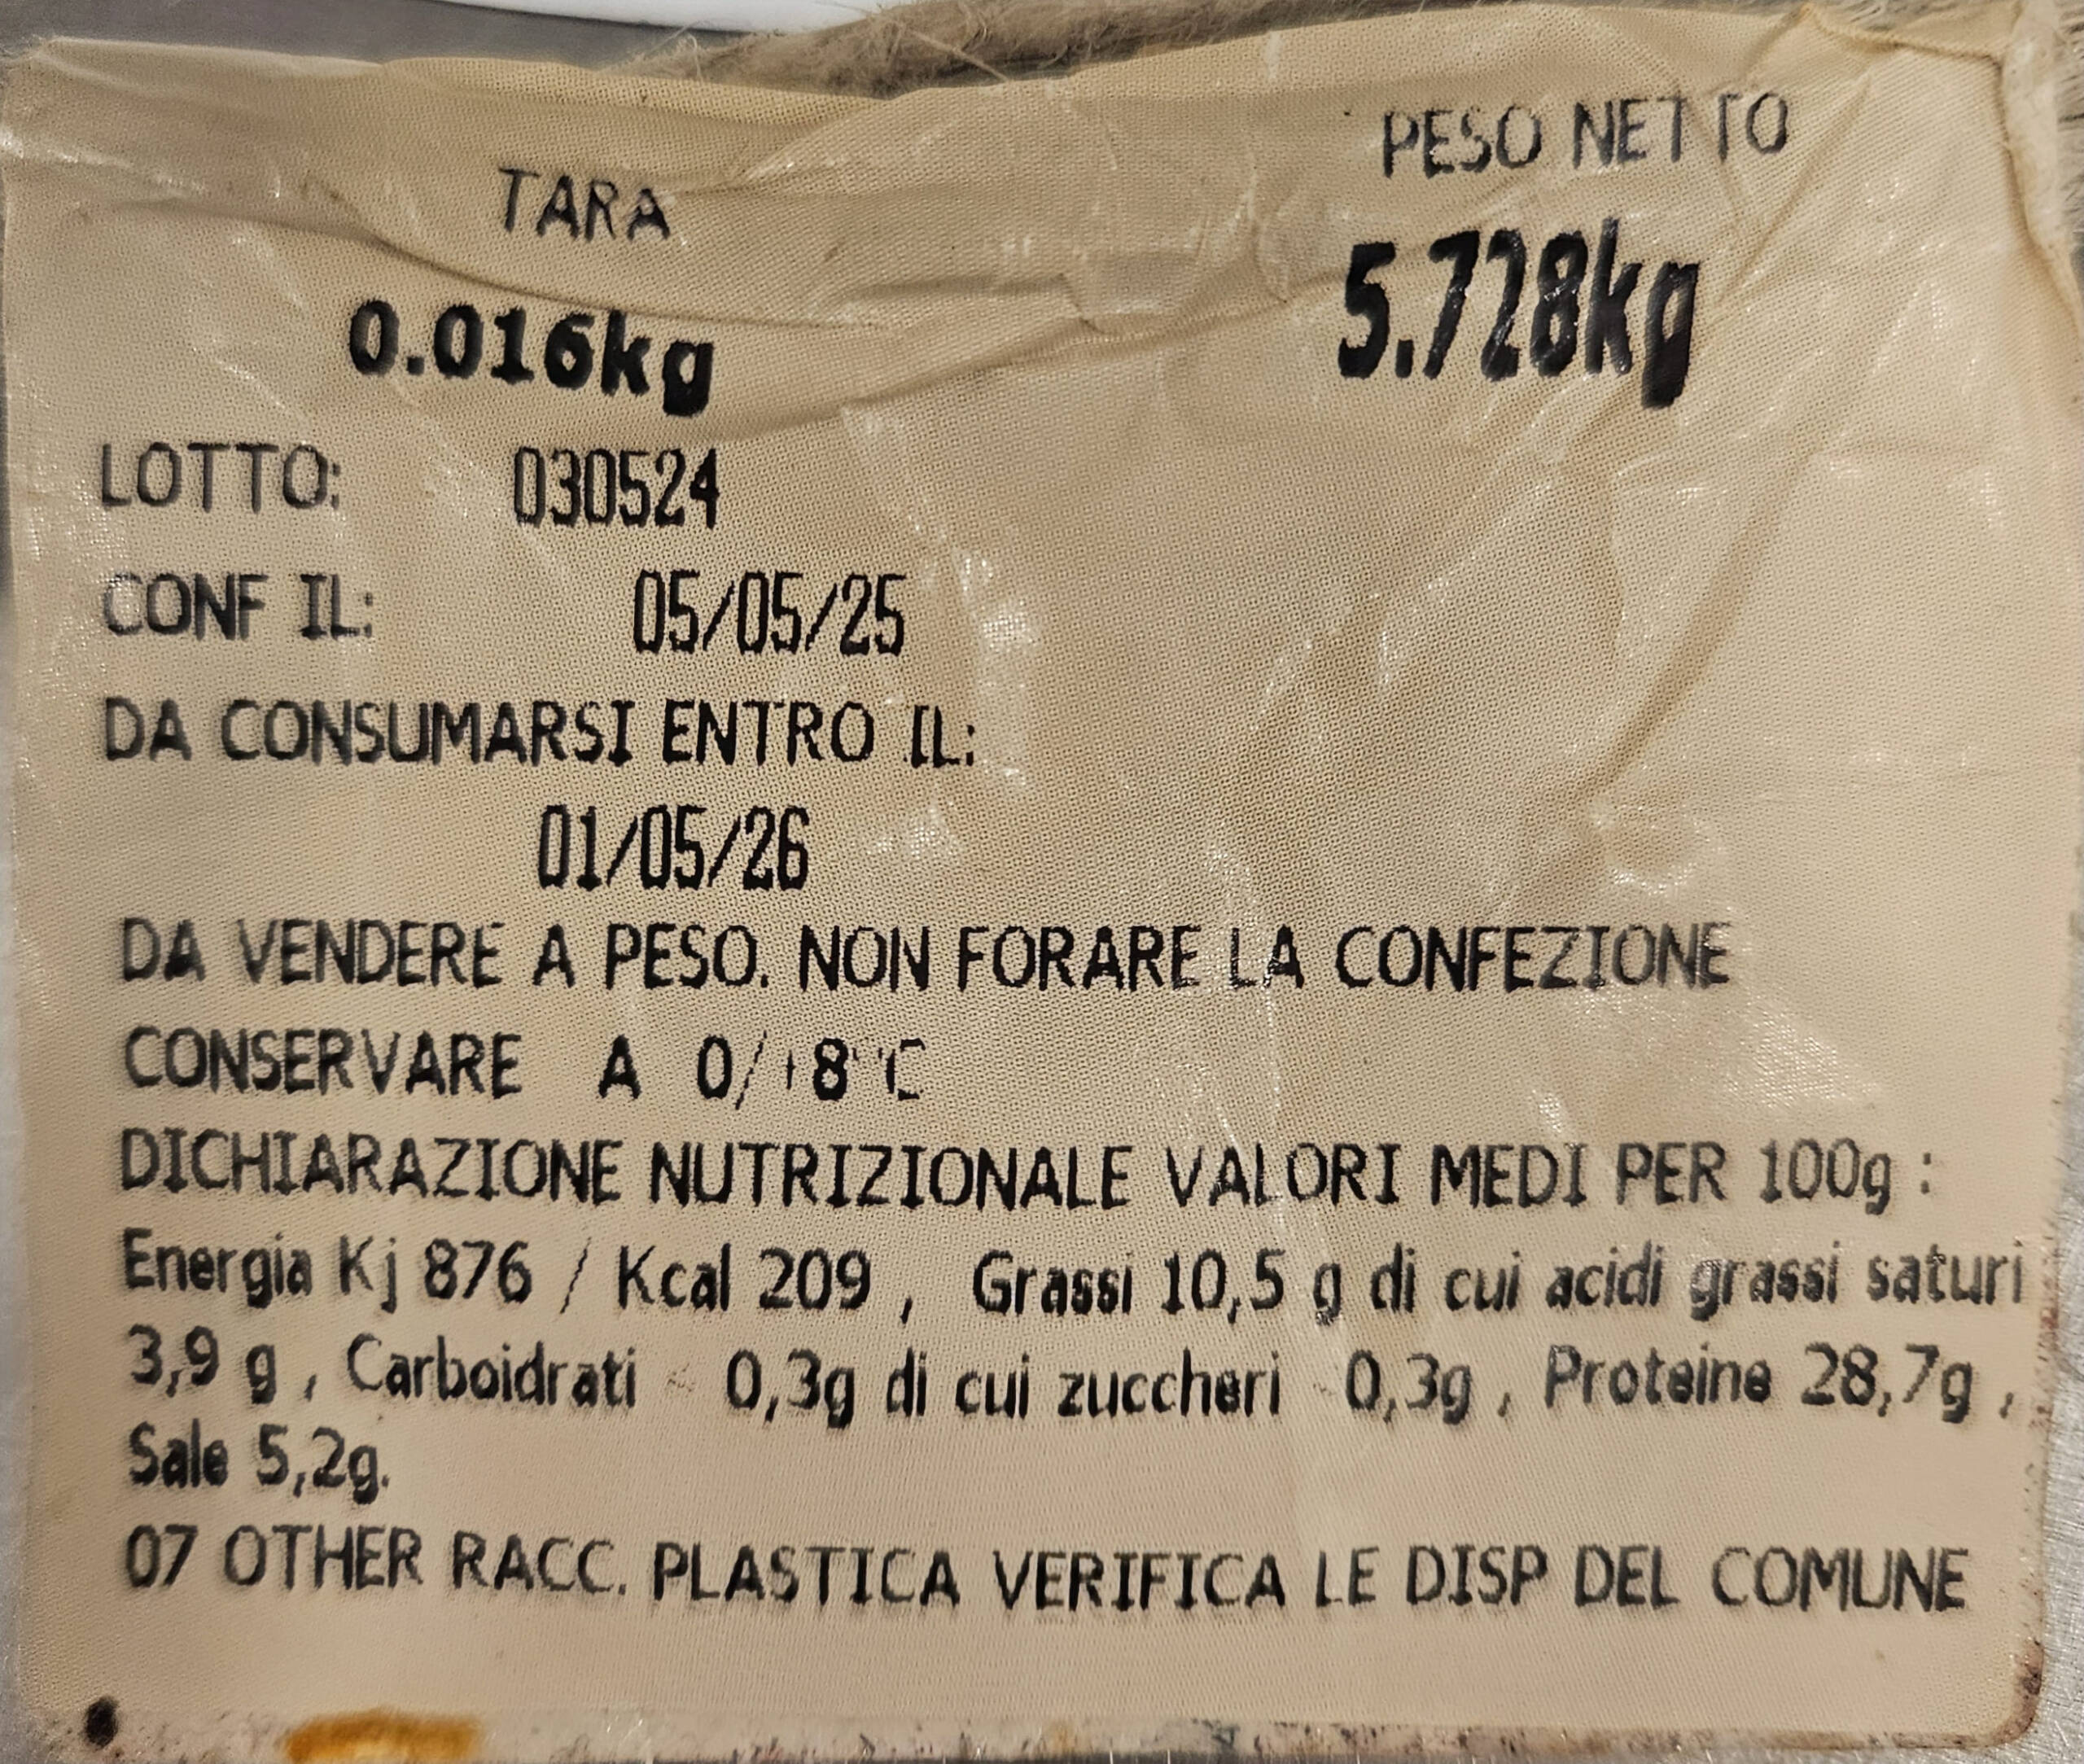 TARA PESO NETTO
0.016kg 5.728kg
LOTTO: 030524
CONF IL: 05/05/25
DA CONSUMARSI ENTRO IL:
01/05/26
DA VENDERE A PESO. NON FORARE LA CONFEZIONE
CONSERVARE A 0/+8°C
DICHIARAZIONE NUTRIZIONALE VALORI MEDI PER 100g :
Energia Kj 876 / Kcal 209 , Grassi 10,5 g di cui acidi grassi saturi
3,9 g , Carboidrati 0,3g di cui zuccheri 0,3g , Proteine 28,7g ,
Sale 5,2g.
07 OTHER RACC. PLASTICA VERIFICA LE DISP DEL COMUNE